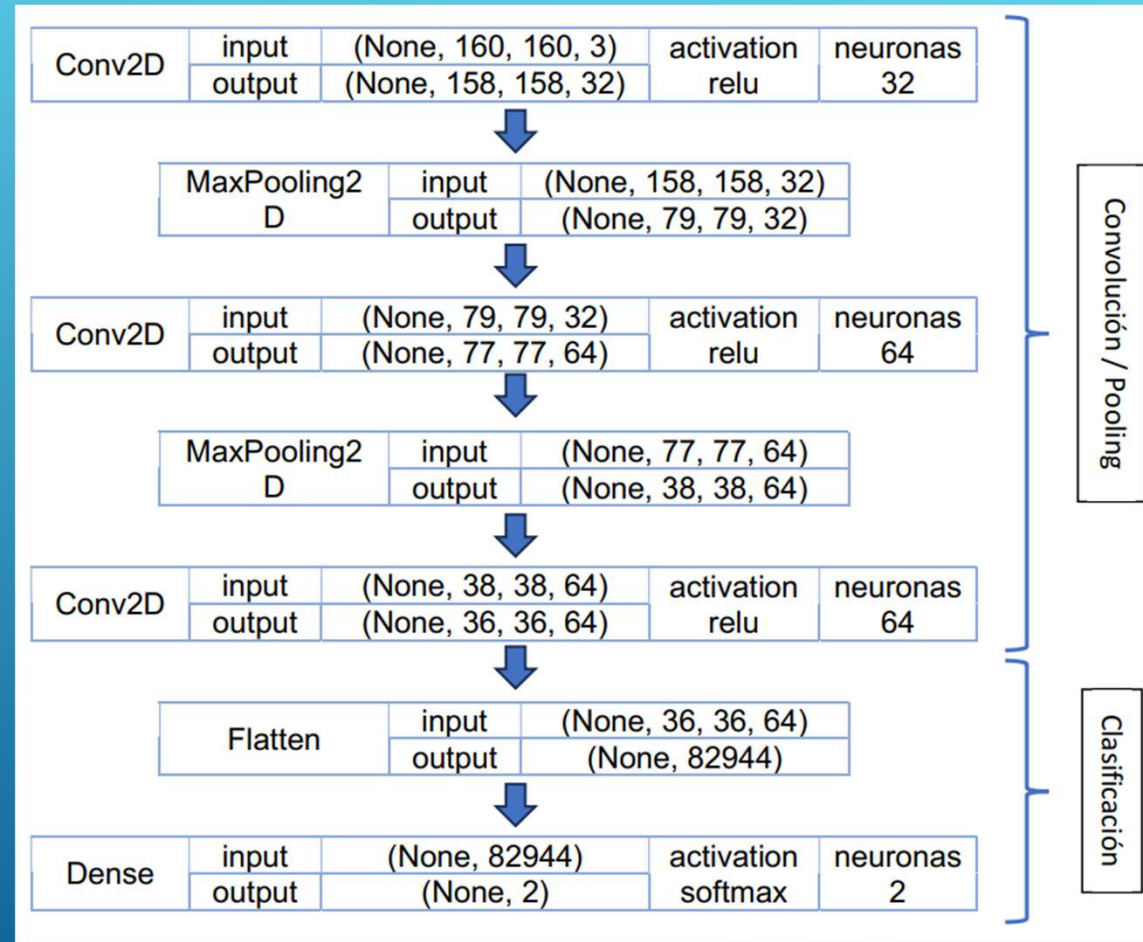 Conv2D input (None, 160, 160, 3) activation neuronas
output (None, 158, 158, 32) relu 32
MaxPooling2 input (None, 158, 158, 32)
D output (None, 79, 79, 32)
Conv2D input (None, 79, 79, 32) activation neuronas
output (None, 77, 77, 64) relu 64
MaxPooling2 input (None, 77, 77, 64)
D output (None, 38, 38, 64)
Conv2D input (None, 38, 38, 64) activation neuronas
output (None, 36, 36, 64) relu 64
Convolución / Pooling
Flatten input (None, 36, 36, 64)
output (None, 82944)
Dense input (None, 82944) activation neuronas
output (None, 2) softmax 2
Clasificación